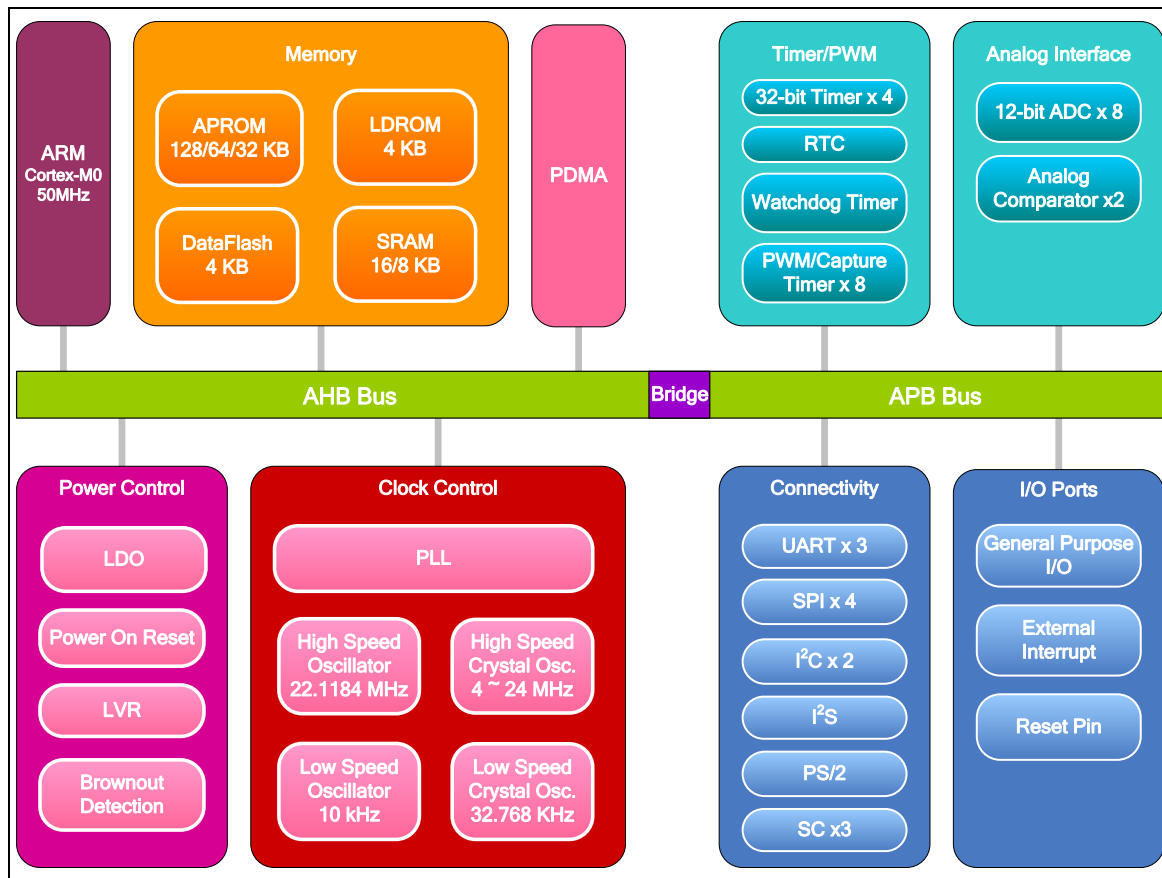 ARM
Cortex-M0
50MHz
Memory
APROM
128/64/32 KB
LDROM
4 KB
DataFlash
4 KB
SRAM
16/8 KB
PDMA
Timer/PWM
32-bit Timer x 4
RTC
Watchdog Timer
PWM/Capture
Timer x 8
Analog Interface
12-bit ADC x 8
Analog
Comparator x2
AHB Bus
Bridge
APB Bus
Power Control
LDO
Power On Reset
LVR
Brownout
Detection
Clock Control
PLL
High Speed
Oscillator
22.1184 MHz
High Speed
Crystal Osc.
4 ~ 24 MHz
Low Speed
Oscillator
10 kHz
Low Speed
Crystal Osc.
32.768 KHz
Connectivity
UART x 3
SPI x 4
I²C x 2
I²S
PS/2
SC x3
I/O Ports
General Purpose
I/O
External
Interrupt
Reset Pin